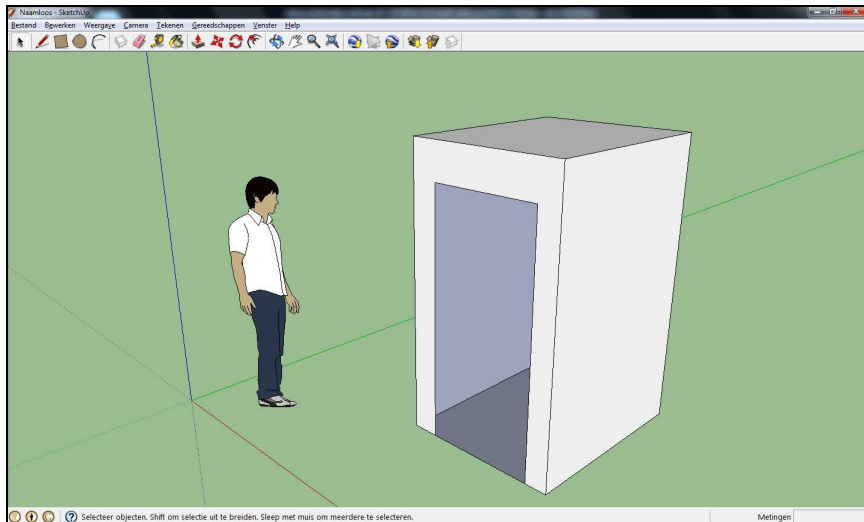 Naamloos - SketchUp
Bestand Bewerken Weergave Camera Tekenen Gereedschappen Venster Help
Selecteer objecten. Shift om selectie uit te breiden. Sleep met muis om meerdere te selecteren. Metingen